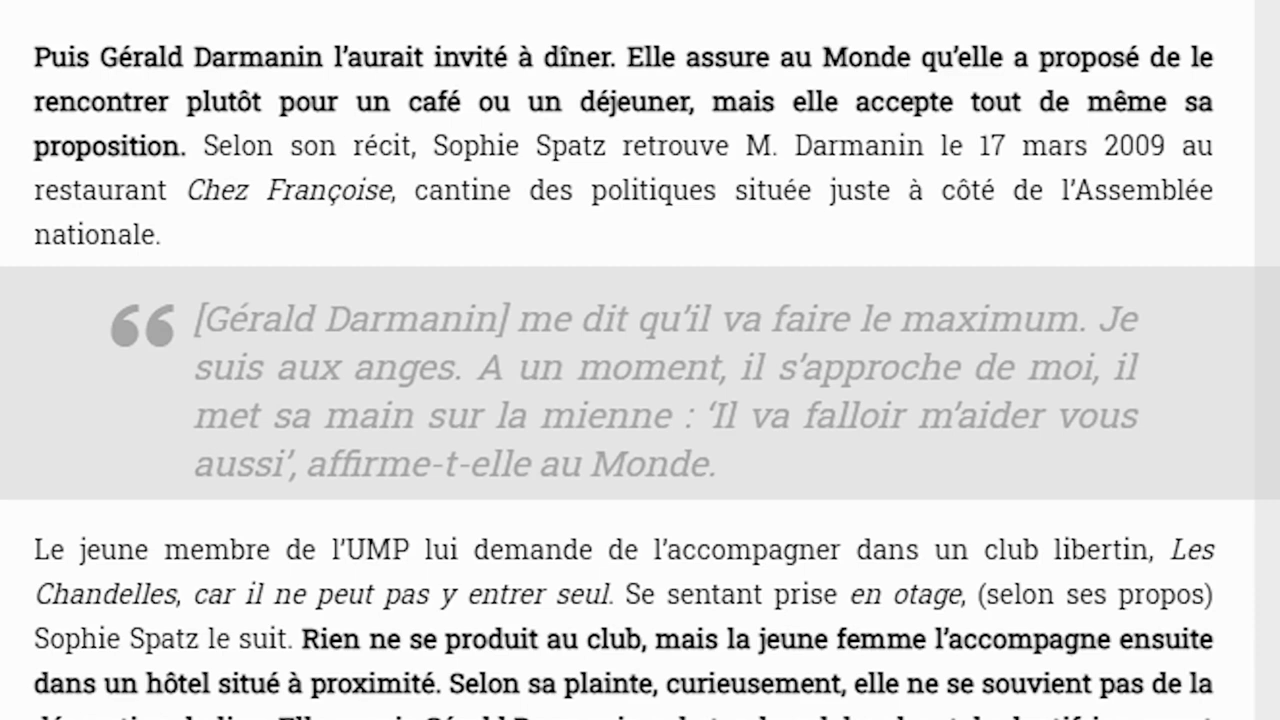 Puis Gérald Darmanin l’aurait invité à dîner. Elle assure au Monde qu’elle a proposé de le
rencontrer plutôt pour un café ou un déjeuner, mais elle accepte tout de même sa
proposition. Selon son récit, Sophie Spatz retrouve M. Darmanin le 17 mars 2009 au
restaurant Chez Françoise, cantine des politiques située juste à côté de l’Assemblée
nationale.
“ [Gérald Darmanin] me dit qu’il va faire le maximum. Je
suis aux anges. A un moment, il s’approche de moi, il
met sa main sur la mienne : ‘Il va falloir m’aider vous
aussi’, affirme-t-elle au Monde.
Le jeune membre de l’UMP lui demande de l’accompagner dans un club libertin, Les
Chandelles, car il ne peut pas y entrer seul. Se sentant prise en otage, (selon ses propos)
Sophie Spatz le suit. Rien ne se produit au club, mais la jeune femme l’accompagne ensuite
dans un hôtel situé à proximité. Selon sa plainte, curieusement, elle ne se souvient pas de la